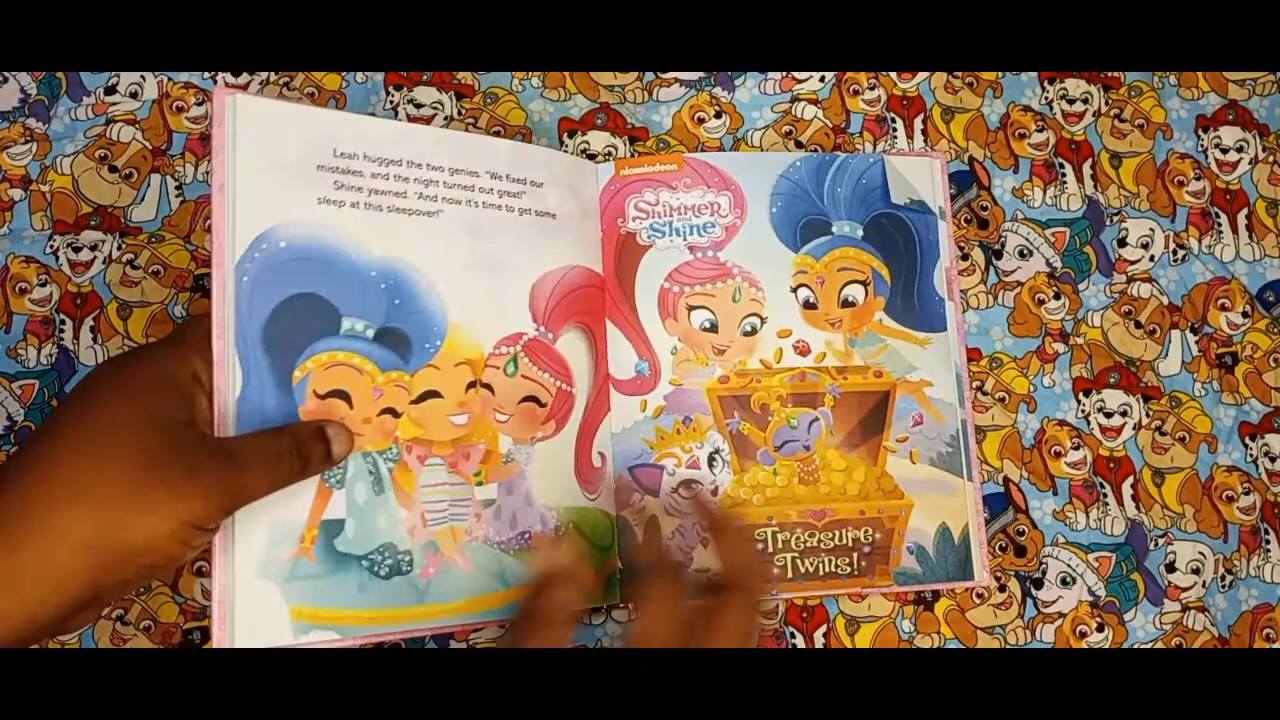 Leah hugged the two genies. "We fixed our
mistakes, and the night turned out great!"
Shine yawned. "And now it's time to get some
sleep at this sleepover!"
nickelodeon
Shimmer
and
Shine
Treasure
Twins!